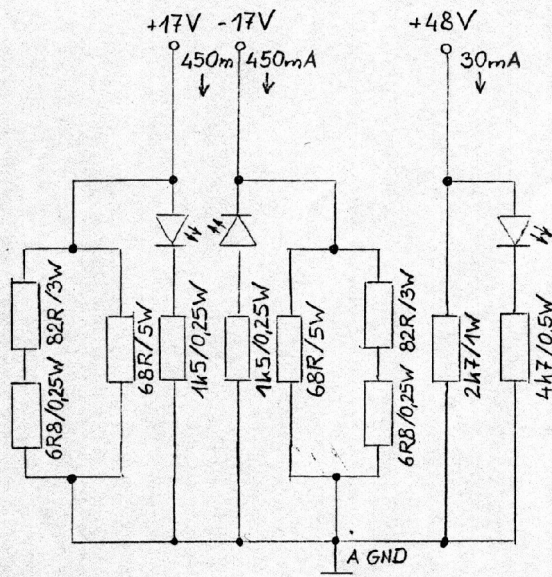 +17V -17V +48V
450m 450mA 30mA
82R/3W
6R8/0,25W
68R/5W
1k5/0,25W
1k5/0,25W
68R/5W
82R/3W
6R8/0,25W
2k7/1W
4k7/0,5W
A GND